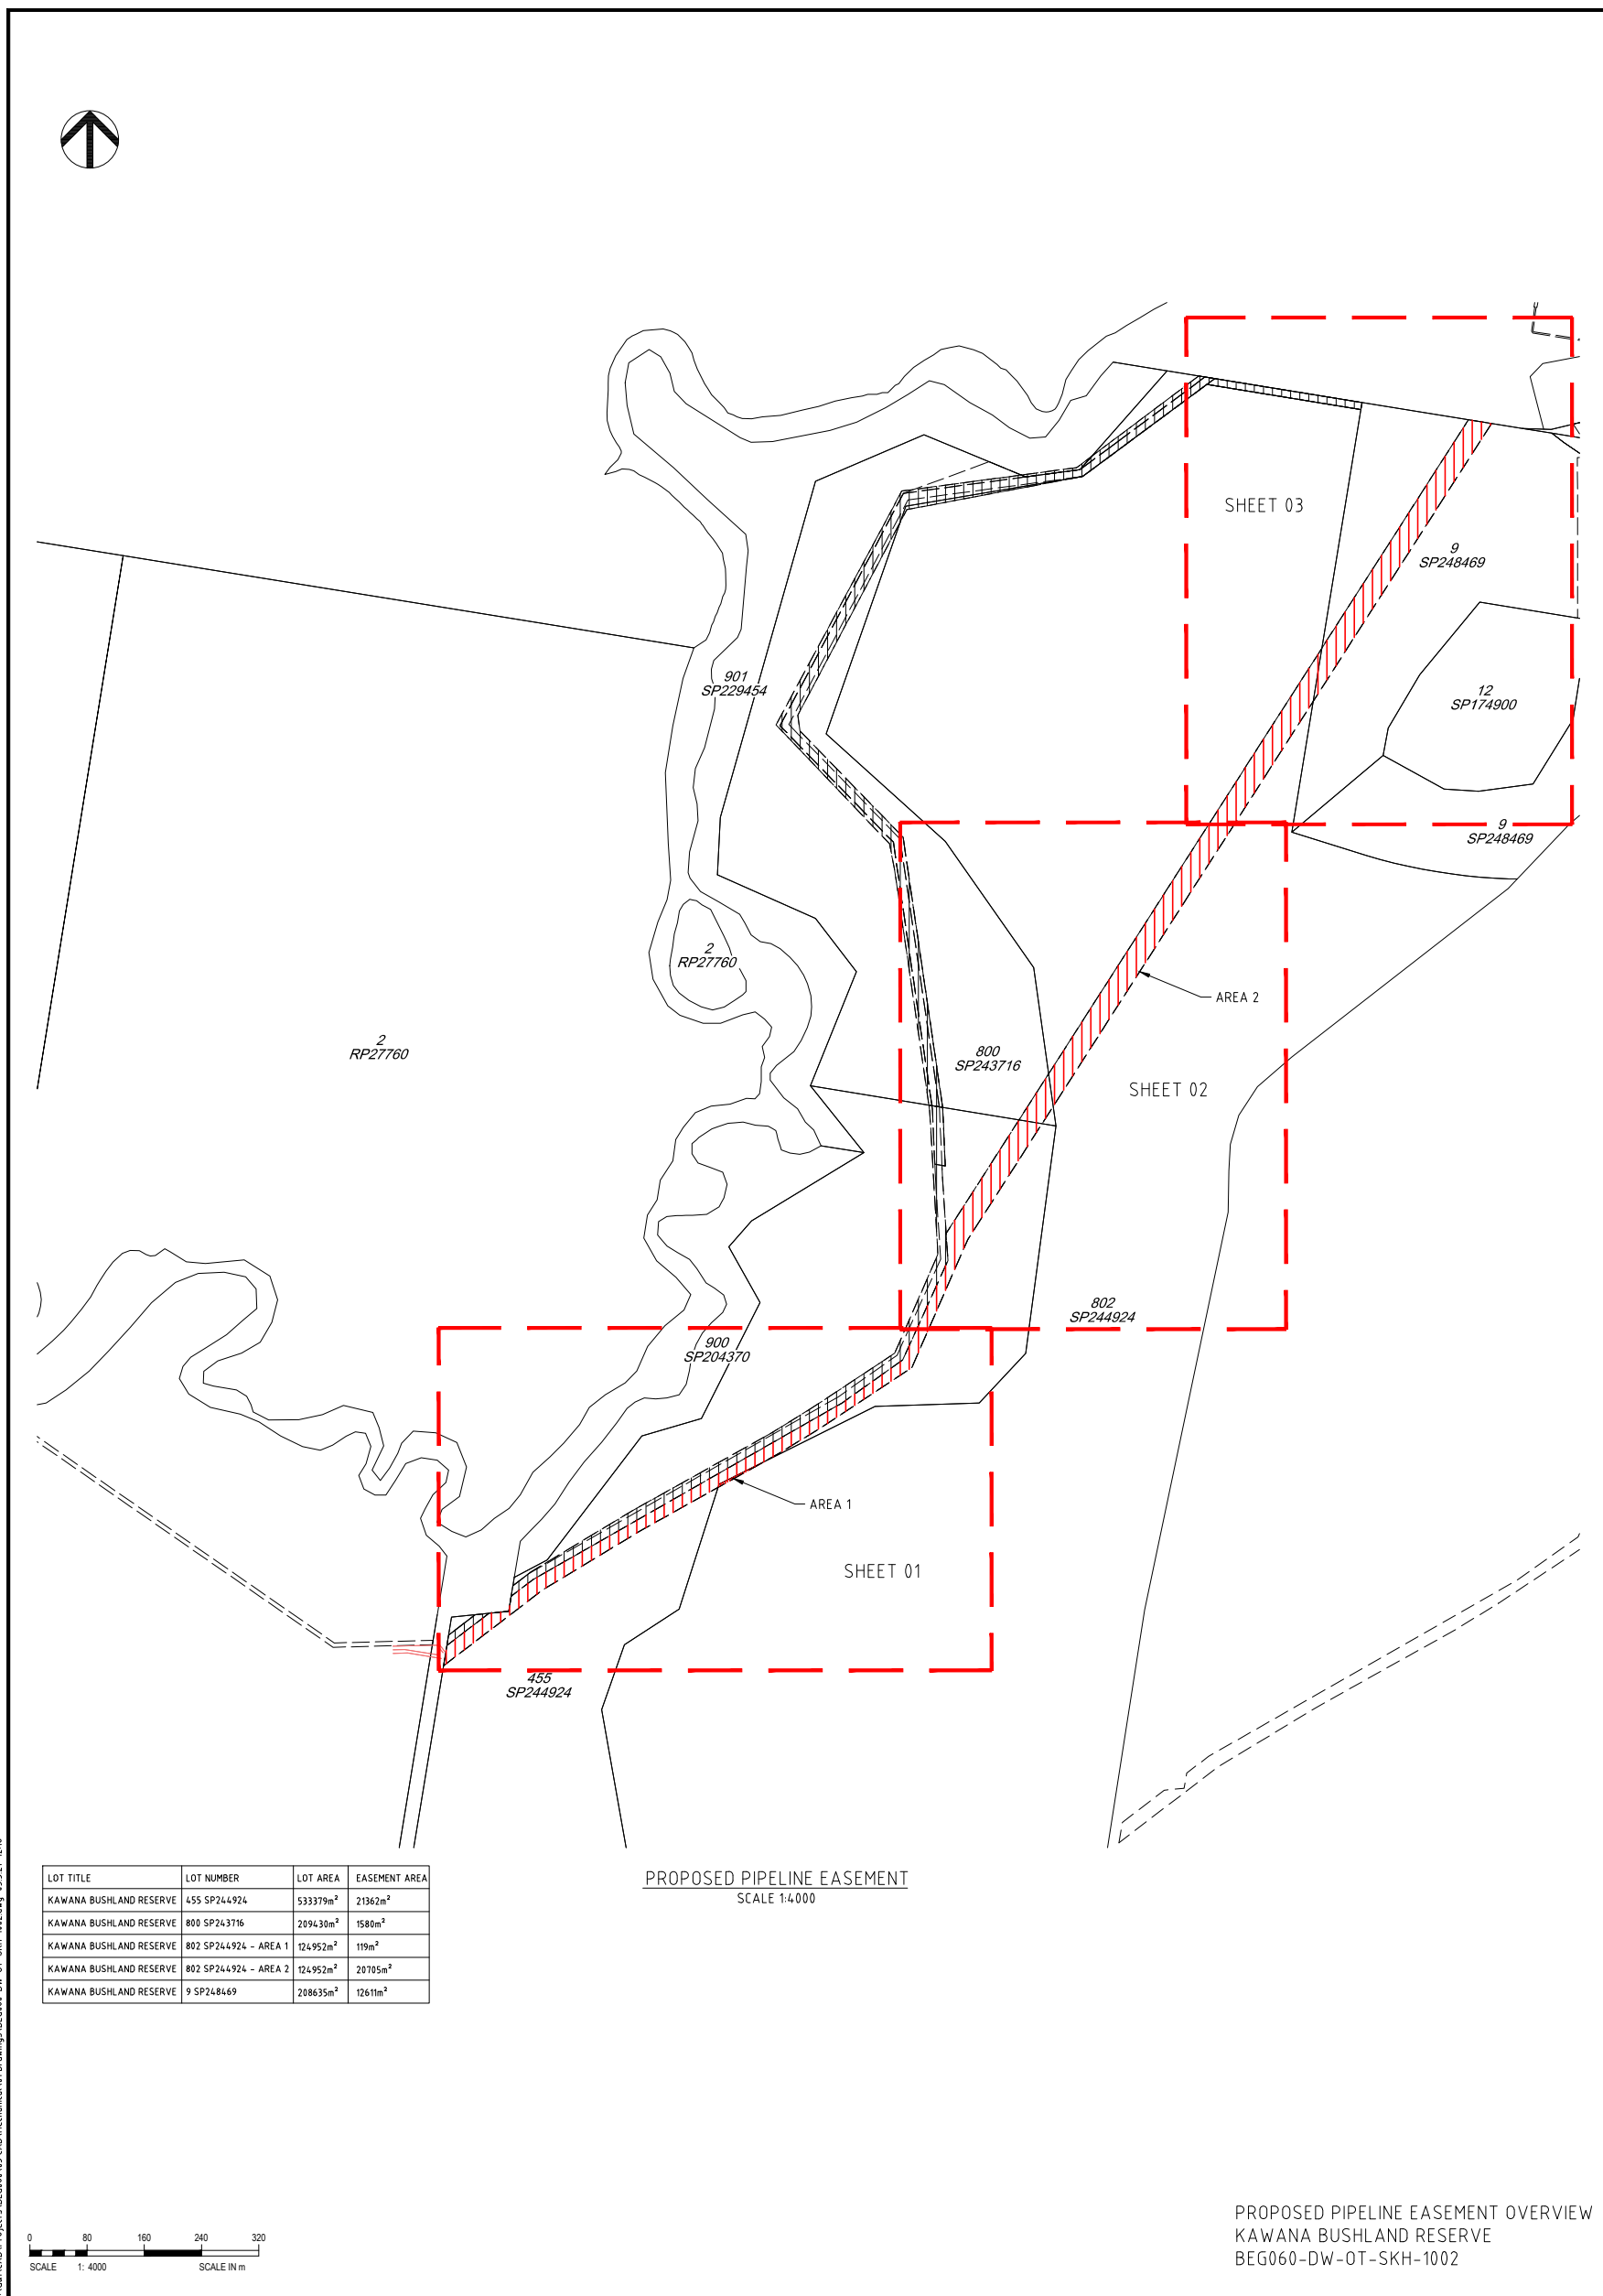 SHEET 03
9
SP248469
901
SP229454
12
SP174900
9
SP248469
2
RP27760
AREA 2
2
RP27760
800
SP243716
SHEET 02
802
SP244924
900
SP204370
AREA 1
SHEET 01
455
SP244924
PROPOSED PIPELINE EASEMENT
SCALE 1:4000
LOT TITLE LOT NUMBER LOT AREA EASEMENT AREA
KAWANA BUSHLAND RESERVE 455 SP244924 533379m² 21362m²
KAWANA BUSHLAND RESERVE 800 SP243716 209430m² 1580m²
KAWANA BUSHLAND RESERVE 802 SP244924 - AREA 1 124952m² 119m²
KAWANA BUSHLAND RESERVE 802 SP244924 - AREA 2 124952m² 20705m²
KAWANA BUSHLAND RESERVE 9 SP248469 208635m² 12611m²
0 80 160 240 320
SCALE 1: 4000 SCALE IN m
PROPOSED PIPELINE EASEMENT OVERVIEW
KAWANA BUSHLAND RESERVE
BEG060-DW-OT-SKH-1002